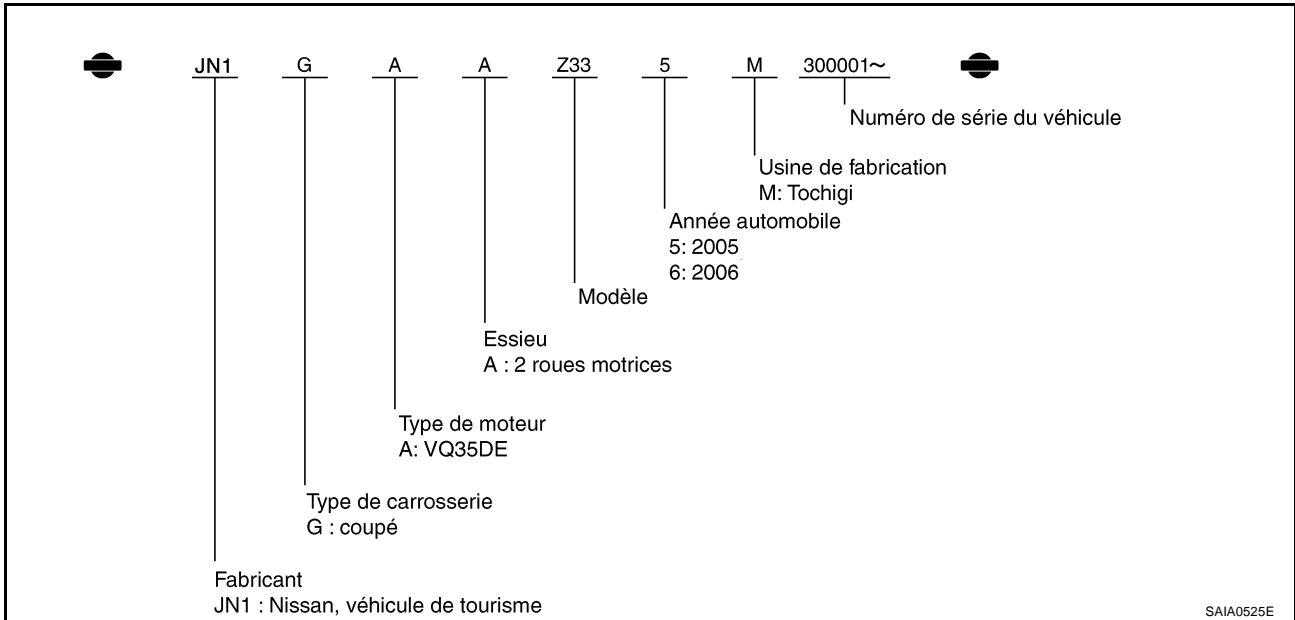 JN1 G A A Z33 5 M 300001~
Numéro de série du véhicule
Usine de fabrication
M: Tochigi
Année automobile
5: 2005
6: 2006
Modèle
Essieu
A : 2 roues motrices
Type de moteur
A: VQ35DE
Type de carrosserie
G : coupé
Fabricant
JN1 : Nissan, véhicule de tourisme
SAIA0525E